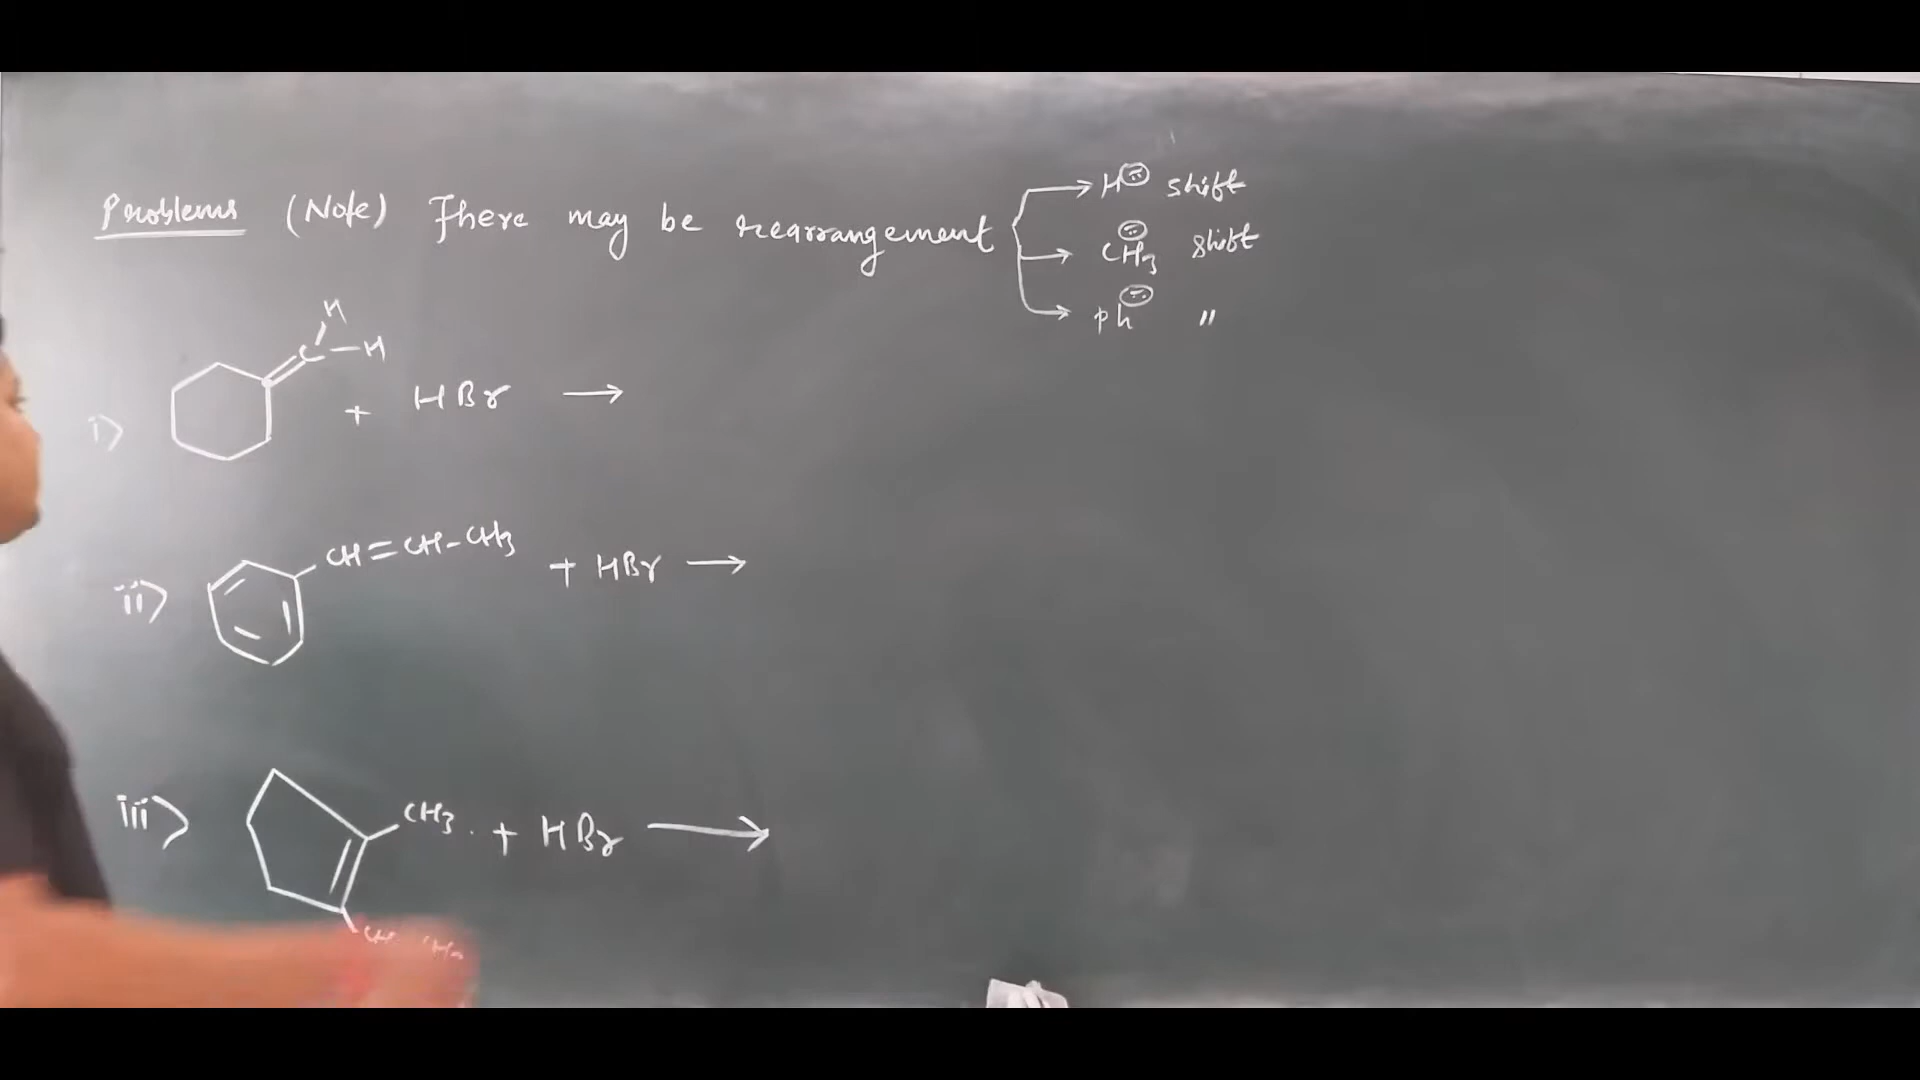 Problems (Note) There may be rearrangement
H⊖ shift
CH3⊖ shift
ph⊖ "
i) C H H + HBr →
ii) CH=CH-CH3 + HBr →
iii) CH3 + HBr →